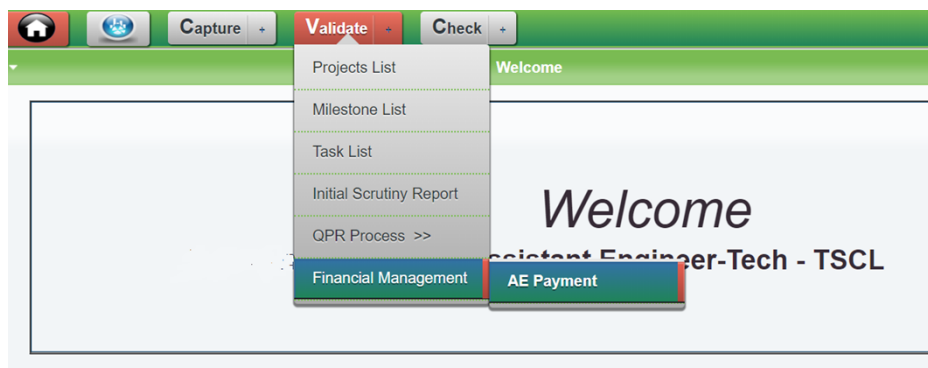 Capture + Validate + Check +
Welcome
Projects List
Milestone List
Task List
Initial Scrutiny Report
QPR Process >>
Financial Management
AE Payment
Welcome
Engineer-Tech - TSCL